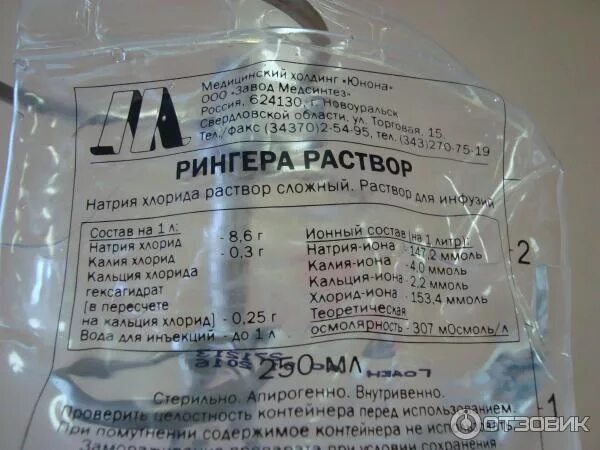 Медицинский холдинг "Юнона"
ООО "Завод Медсинтез"
Россия, 624130, г. Новоуральск
Свердловской области, ул. Торговая, 15.
Тел./факс (34370) 2-54-95, тел. (343)270-75-19
РИНГЕРА РАСТВОР
Натрия хлорида раствор сложный. Раствор для инфузий
Состав на 1 л:
Натрия хлорид - 8,6 г
Калия хлорид - 0,3 г
Кальция хлорида
гексагидрат
[в пересчете
на кальция хлорид] - 0,25 г
Вода для инъекций - до 1 л
Ионный состав (на 1 литр):
Натрия-иона - 147,2 ммоль
Калия-иона - 4,0 ммоль
Кальция-иона - 2,2 ммоль
Хлорид-иона - 153,4 ммоль
Теоретическая
осмолярность - 307 мОсмоль/л
2
250 мл
1
Стерильно. Апирогенно. Внутривенно.
Проверить целостность контейнера перед использованием.
При помутнении содержимое контейнера не
Замораживание препарата при условии сохранения
ОТЗОВИК